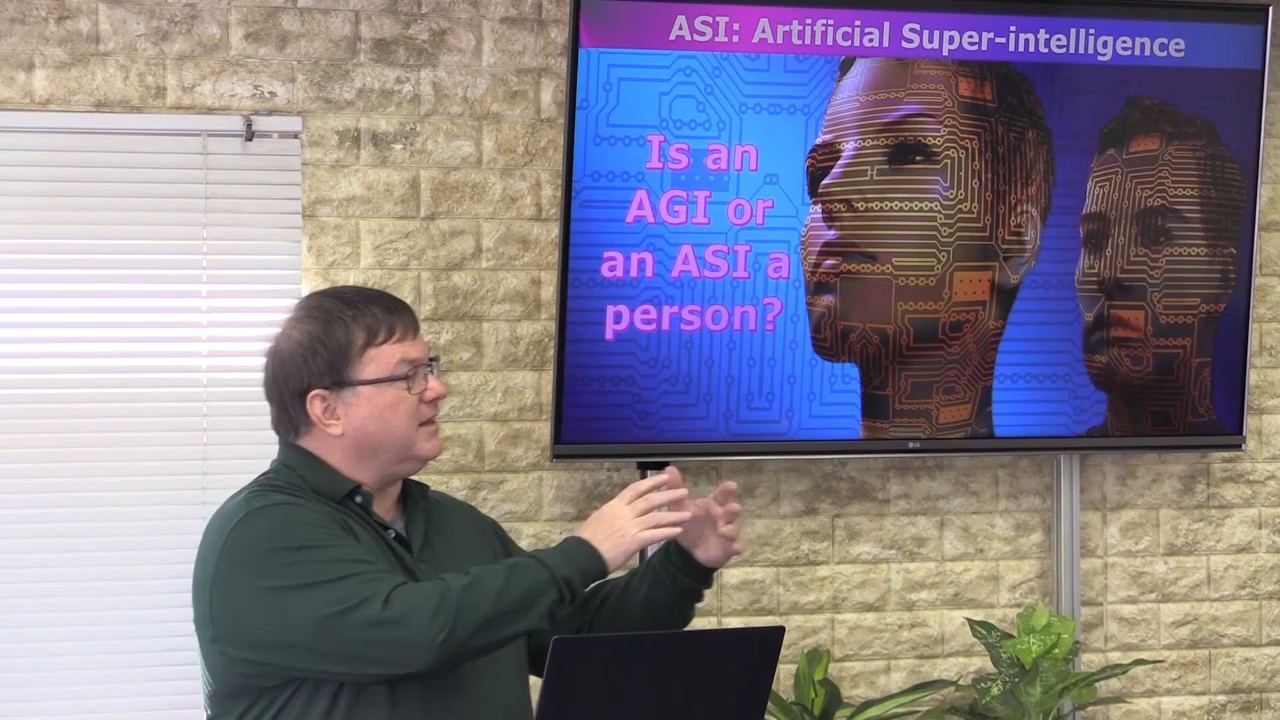 ASI: Artificial Super-intelligence
Is an
AGI or
an ASI a
person?
LG